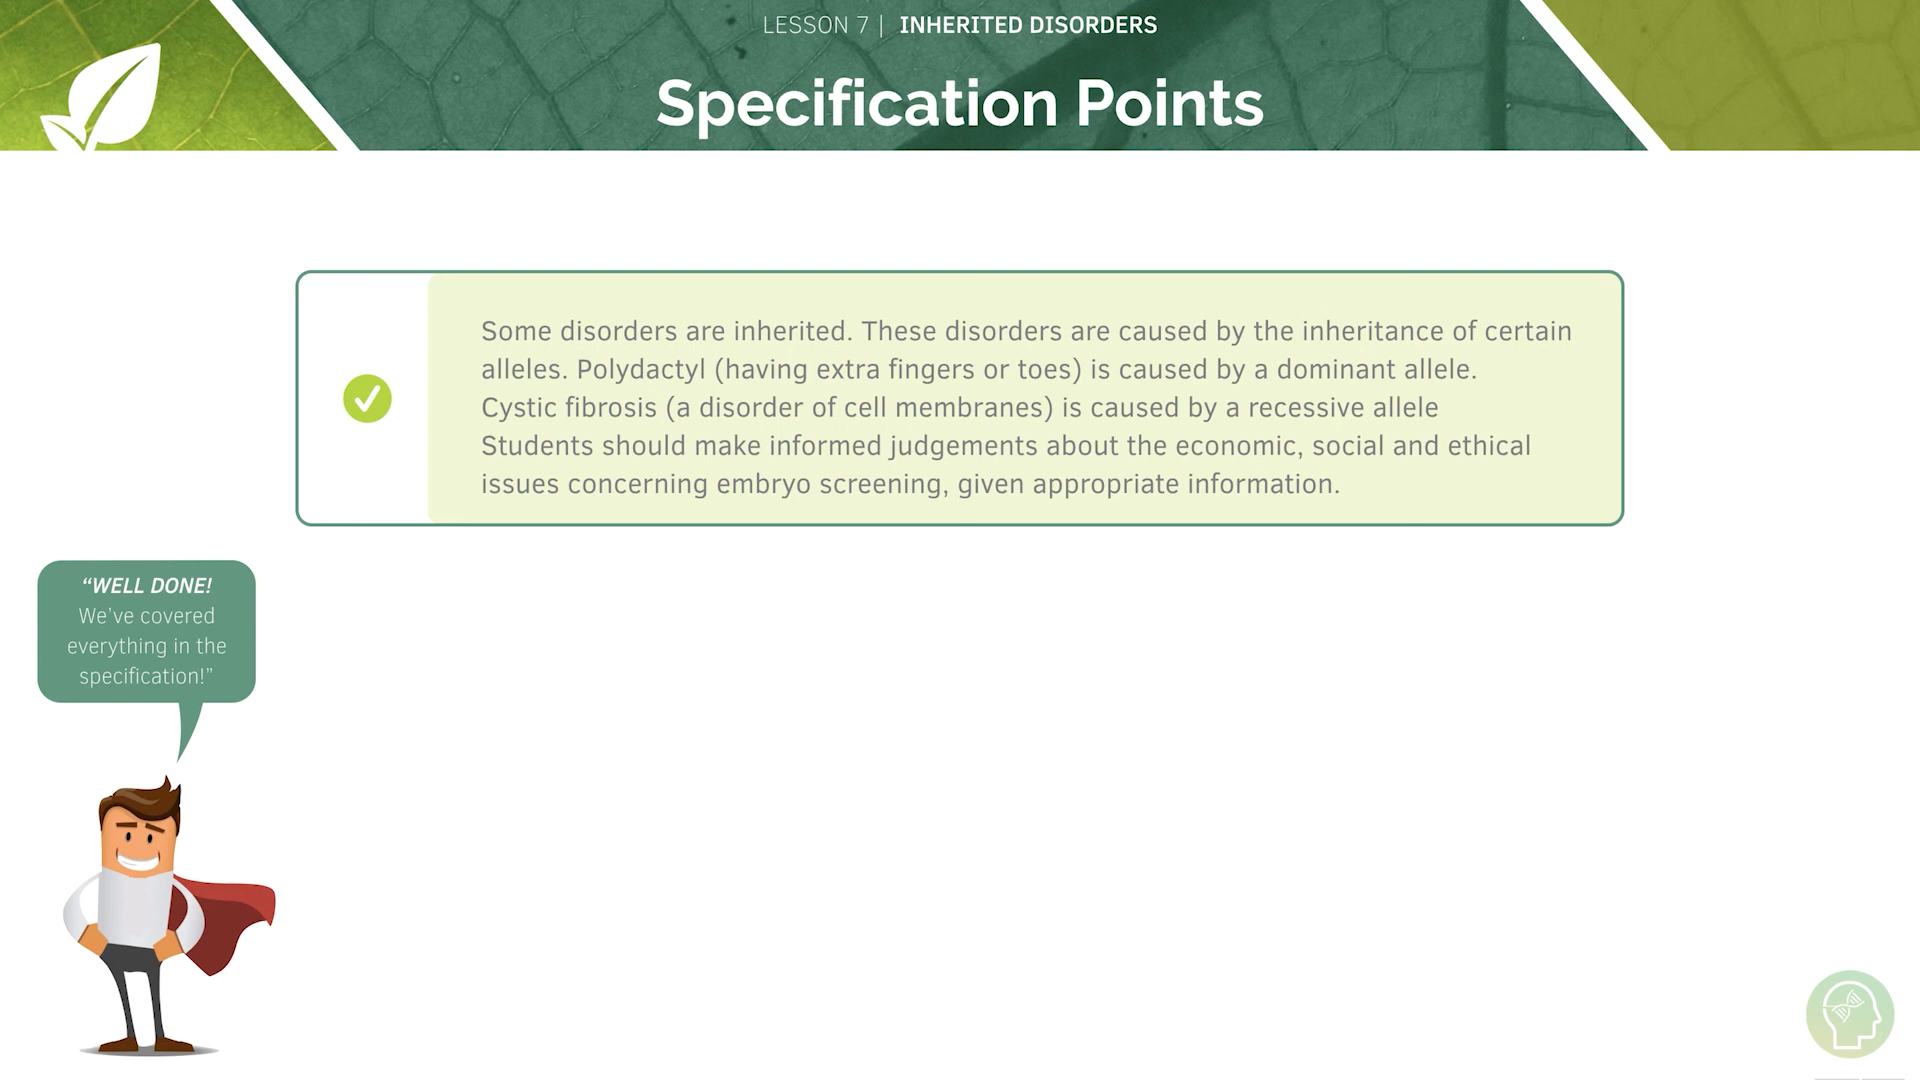 LESSON 7 | INHERITED DISORDERS
Specification Points
Some disorders are inherited. These disorders are caused by the inheritance of certain
alleles. Polydactyl (having extra fingers or toes) is caused by a dominant allele.
Cystic fibrosis (a disorder of cell membranes) is caused by a recessive allele
Students should make informed judgements about the economic, social and ethical
issues concerning embryo screening, given appropriate information.
“WELL DONE!
We've covered
everything in the
specification!”